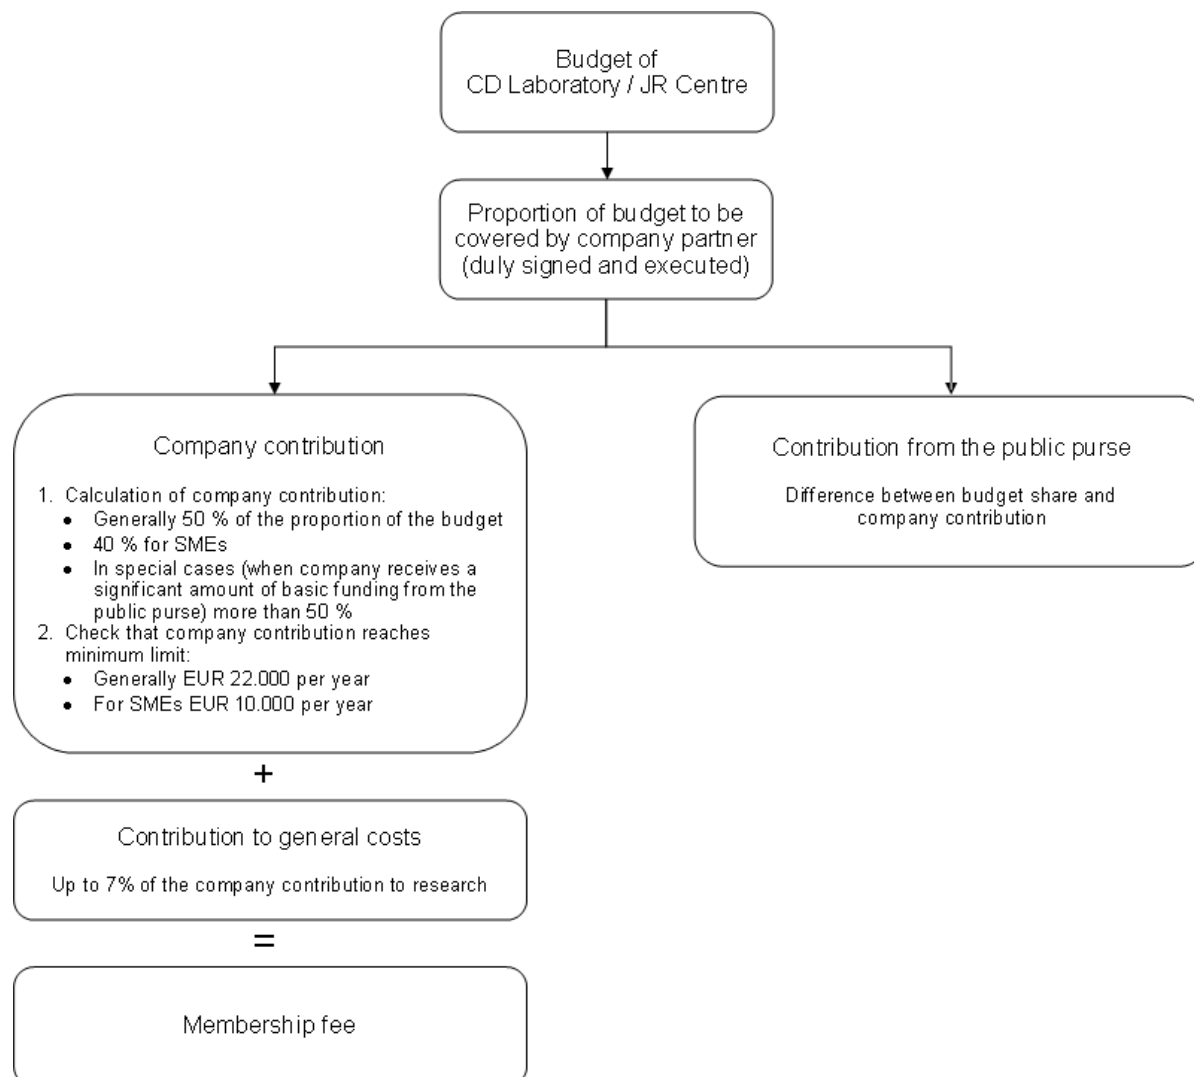 Budget of
CD Laboratory / JR Centre
Proportion of budget to be
covered by company partner
(duly signed and executed)
Company contribution
1. Calculation of company contribution:
• Generally 50 % of the proportion of the budget
• 40 % for SMEs
• In special cases (when company receives a
significant amount of basic funding from the
public purse) more than 50 %
2. Check that company contribution reaches
minimum limit:
• Generally EUR 22.000 per year
• For SMEs EUR 10.000 per year
Contribution from the public purse
Difference between budget share and
company contribution
+
Contribution to general costs
Up to 7% of the company contribution to research
=
Membership fee